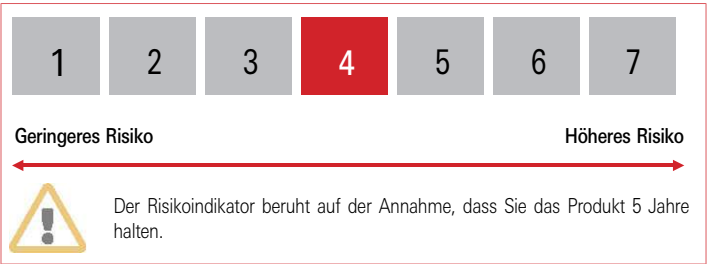 1 2 3 4 5 6 7
Geringeres Risiko Höheres Risiko
Der Risikoindikator beruht auf der Annahme, dass Sie das Produkt 5 Jahre
halten.